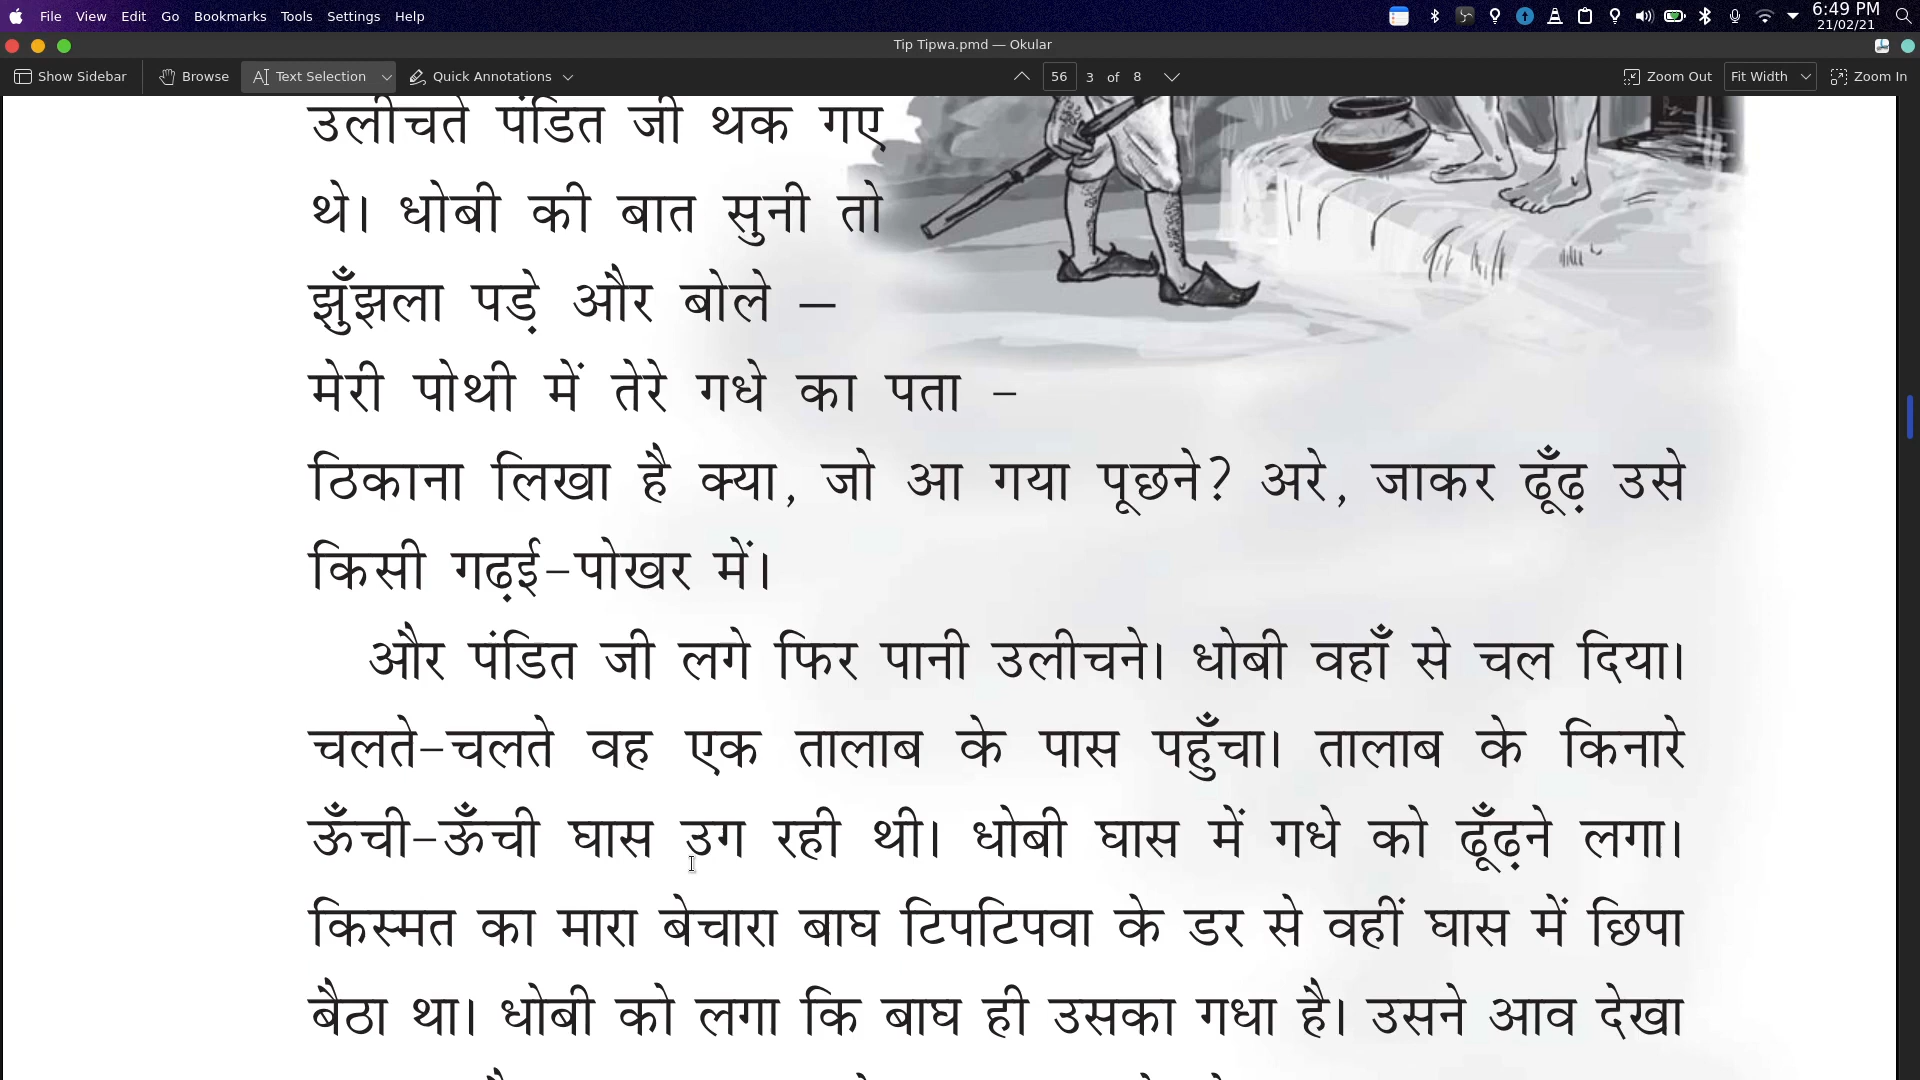 File View Edit Go Bookmarks Tools Settings Help 6:49 PM
21/02/21
Tip Tipwa.pmd — Okular
Show Sidebar Browse Text Selection Quick Annotations 56 3 of 8 Zoom Out Fit Width Zoom In
उलीचते पंडित जी थक गए
थे। धोबी की बात सुनी तो
झुँझला पड़े और बोले –
मेरी पोथी में तेरे गधे का पता -
ठिकाना लिखा है क्या, जो आ गया पूछने? अरे, जाकर ढूँढ़ उसे
किसी गढ़ई-पोखर में।
और पंडित जी लगे फिर पानी उलीचने। धोबी वहाँ से चल दिया।
चलते-चलते वह एक तालाब के पास पहुँचा। तालाब के किनारे
ऊँची-ऊँची घास उग रही थी। धोबी घास में गधे को ढूँढ़ने लगा।
किस्मत का मारा बेचारा बाघ टिपटिपवा के डर से वहीं घास में छिपा
बैठा था। धोबी को लगा कि बाघ ही उसका गधा है। उसने आव देखा